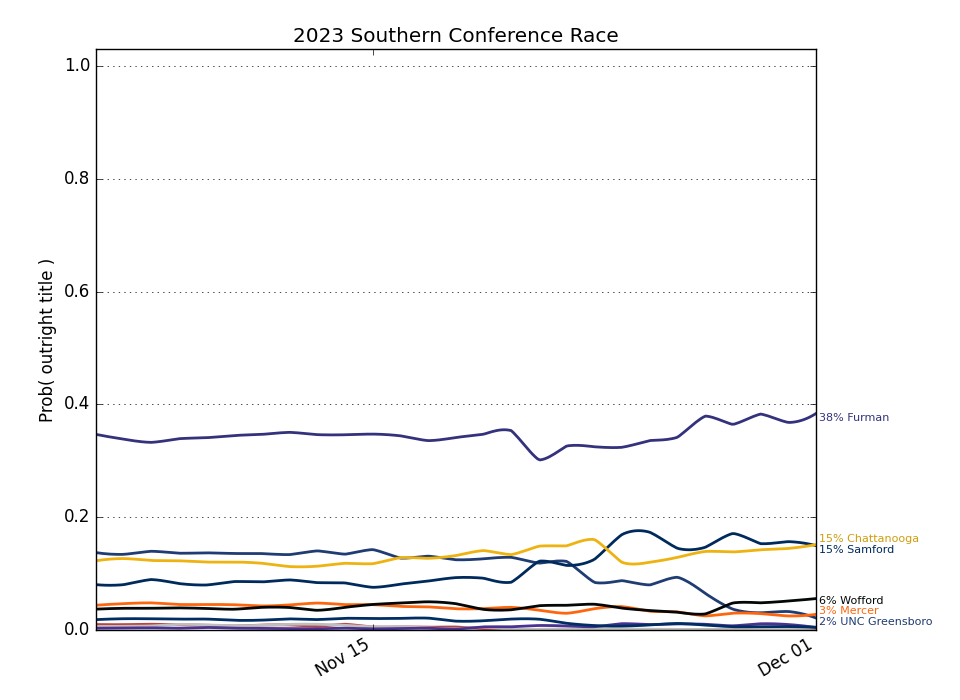 2023 Southern Conference Race
Prob( outright title )
1.0
0.8
0.6
0.4
0.2
0.0
Nov 15
Dec 01
38% Furman
15% Chattanooga
15% Samford
6% Wofford
3% Mercer
2% UNC Greensboro